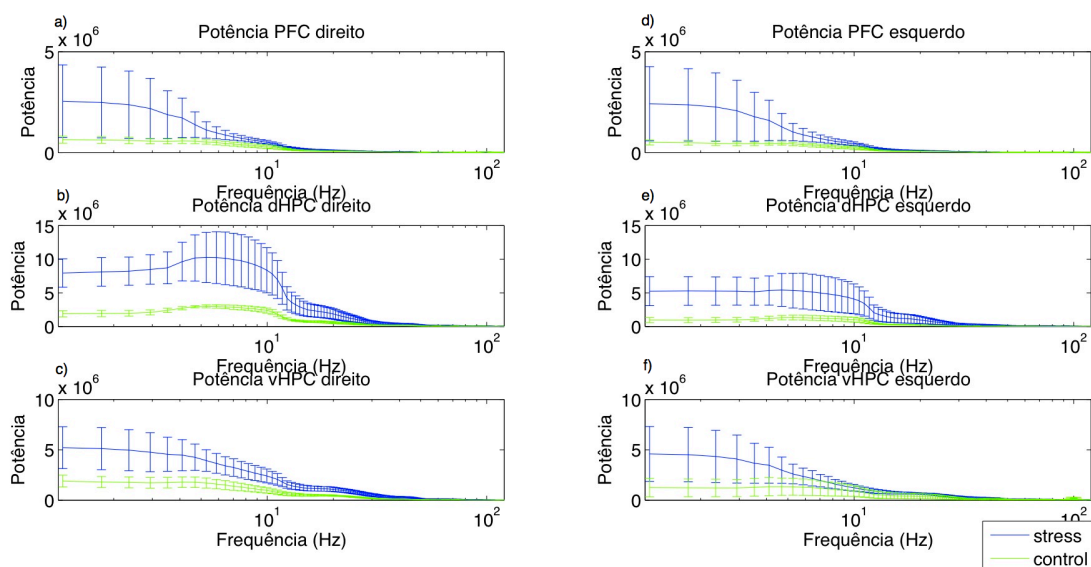 a)
Potência PFC direito
x 10^6
5
0
Potência
10^1
10^2
Frequência (Hz)
b)
Potência dHPC direito
x 10^6
15
10
5
0
Potência
10^1
10^2
Frequência (Hz)
c)
Potência vHPC direito
x 10^6
10
5
0
Potência
10^1
10^2
Frequência (Hz)
d)
Potência PFC esquerdo
x 10^6
5
0
Potência
10^1
10^2
Frequência (Hz)
e)
Potência dHPC esquerdo
x 10^6
15
10
5
0
Potência
10^1
10^2
Frequência (Hz)
f)
Potência vHPC esquerdo
x 10^6
10
5
0
Potência
10^1
10^2
Frequência (Hz)
stress
control